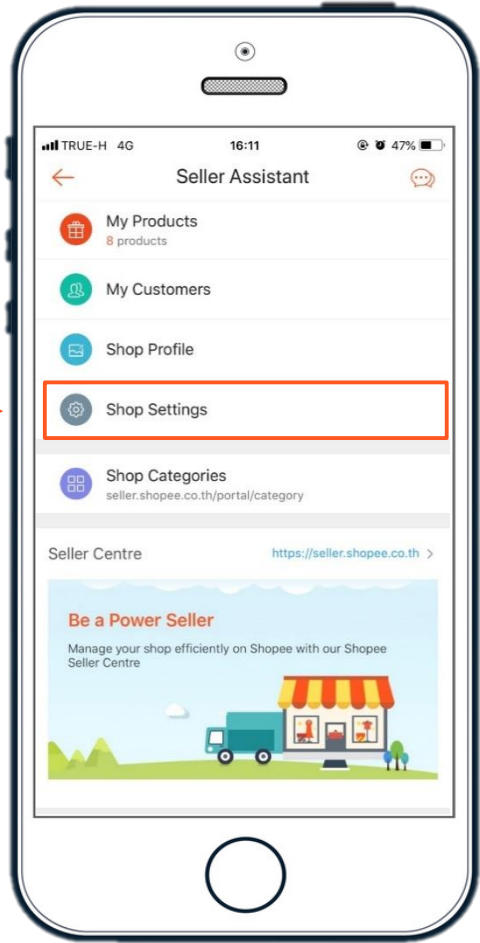 TRUE-H 4G 16:11 47%
Seller Assistant
My Products
8 products
My Customers
Shop Profile
Shop Settings
Shop Categories
seller.shopee.co.th/portal/category
Seller Centre https://seller.shopee.co.th >
Be a Power Seller
Manage your shop efficiently on Shopee with our Shopee
Seller Centre